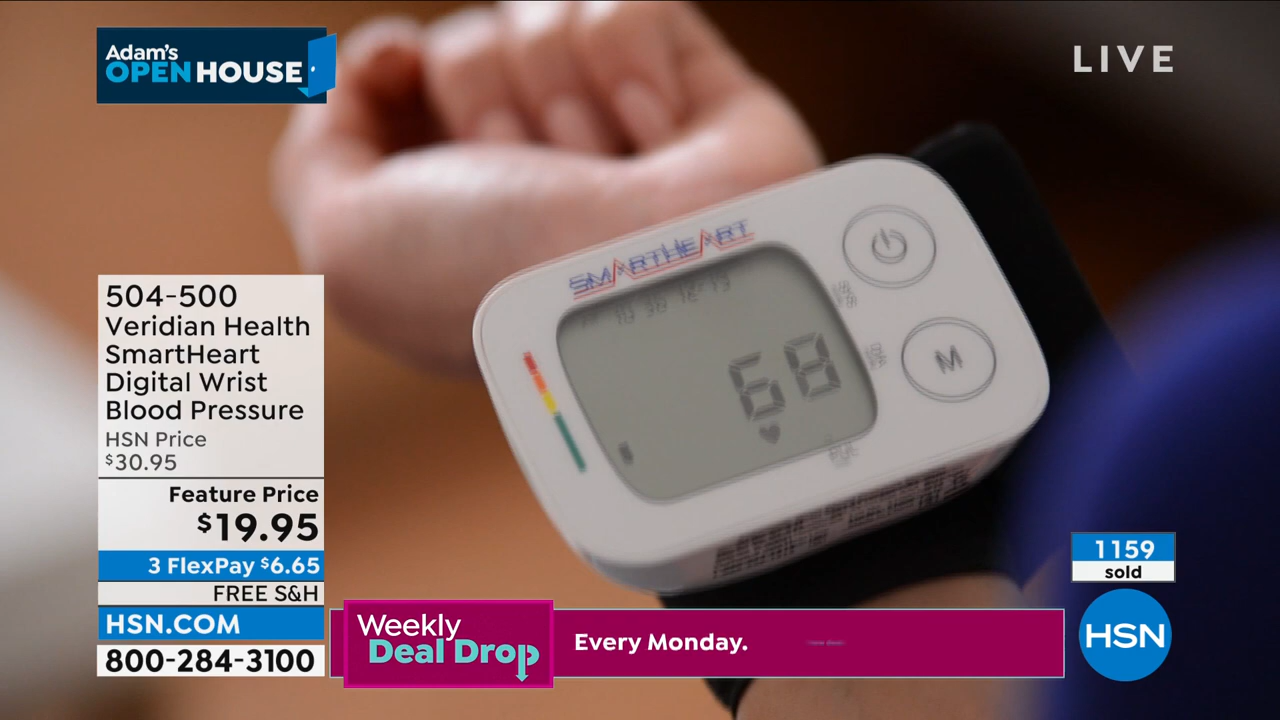 Adam's
OPEN HOUSE
LIVE
SMARTHEART
68
M
504-500
Veridian Health
SmartHeart
Digital Wrist
Blood Pressure
HSN Price
$30.95
Feature Price
$19.95
3 FlexPay $6.65
FREE S&H
HSN.COM
800-284-3100
Weekly
Deal Drop
Every Monday.
1159
sold
HSN